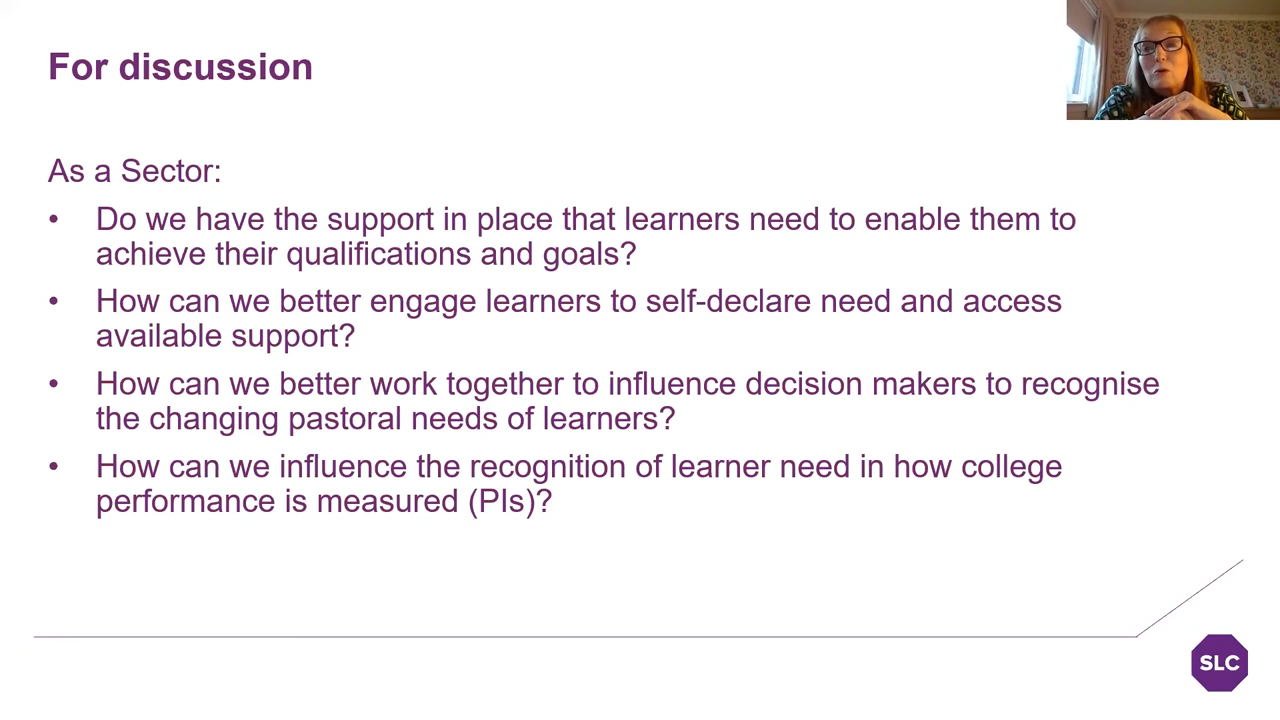 For discussion
As a Sector:
• Do we have the support in place that learners need to enable them to
achieve their qualifications and goals?
• How can we better engage learners to self-declare need and access
available support?
• How can we better work together to influence decision makers to recognise
the changing pastoral needs of learners?
• How can we influence the recognition of learner need in how college
performance is measured (PIs)?
SLC